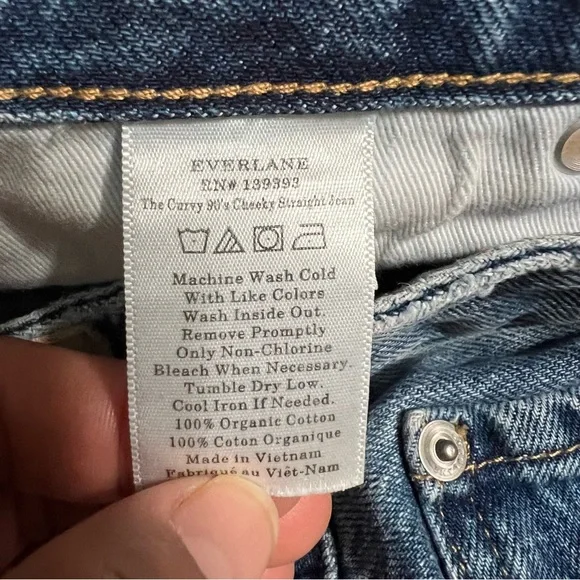 EVERLANE
RN# 139393
The Curvy 90's Cheeky Straight Jean
Machine Wash Cold
With Like Colors
Wash Inside Out.
Remove Promptly
Only Non-Chlorine
Bleach When Necessary.
Tumble Dry Low.
Cool Iron If Needed.
100% Organic Cotton
100% Coton Organique
Made in Vietnam
Fabriqué au Viêt-Nam